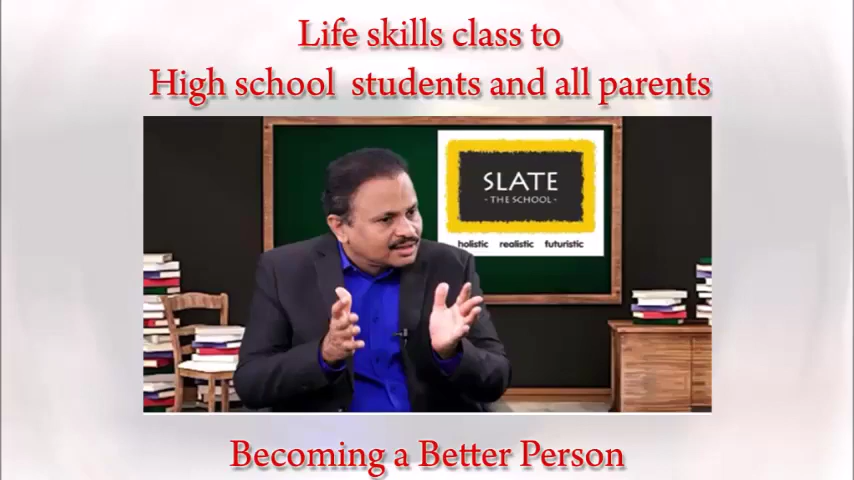 Life skills class to
High school students and all parents
SLATE
- THE SCHOOL -
holistic realistic futuristic
Becoming a Better Person